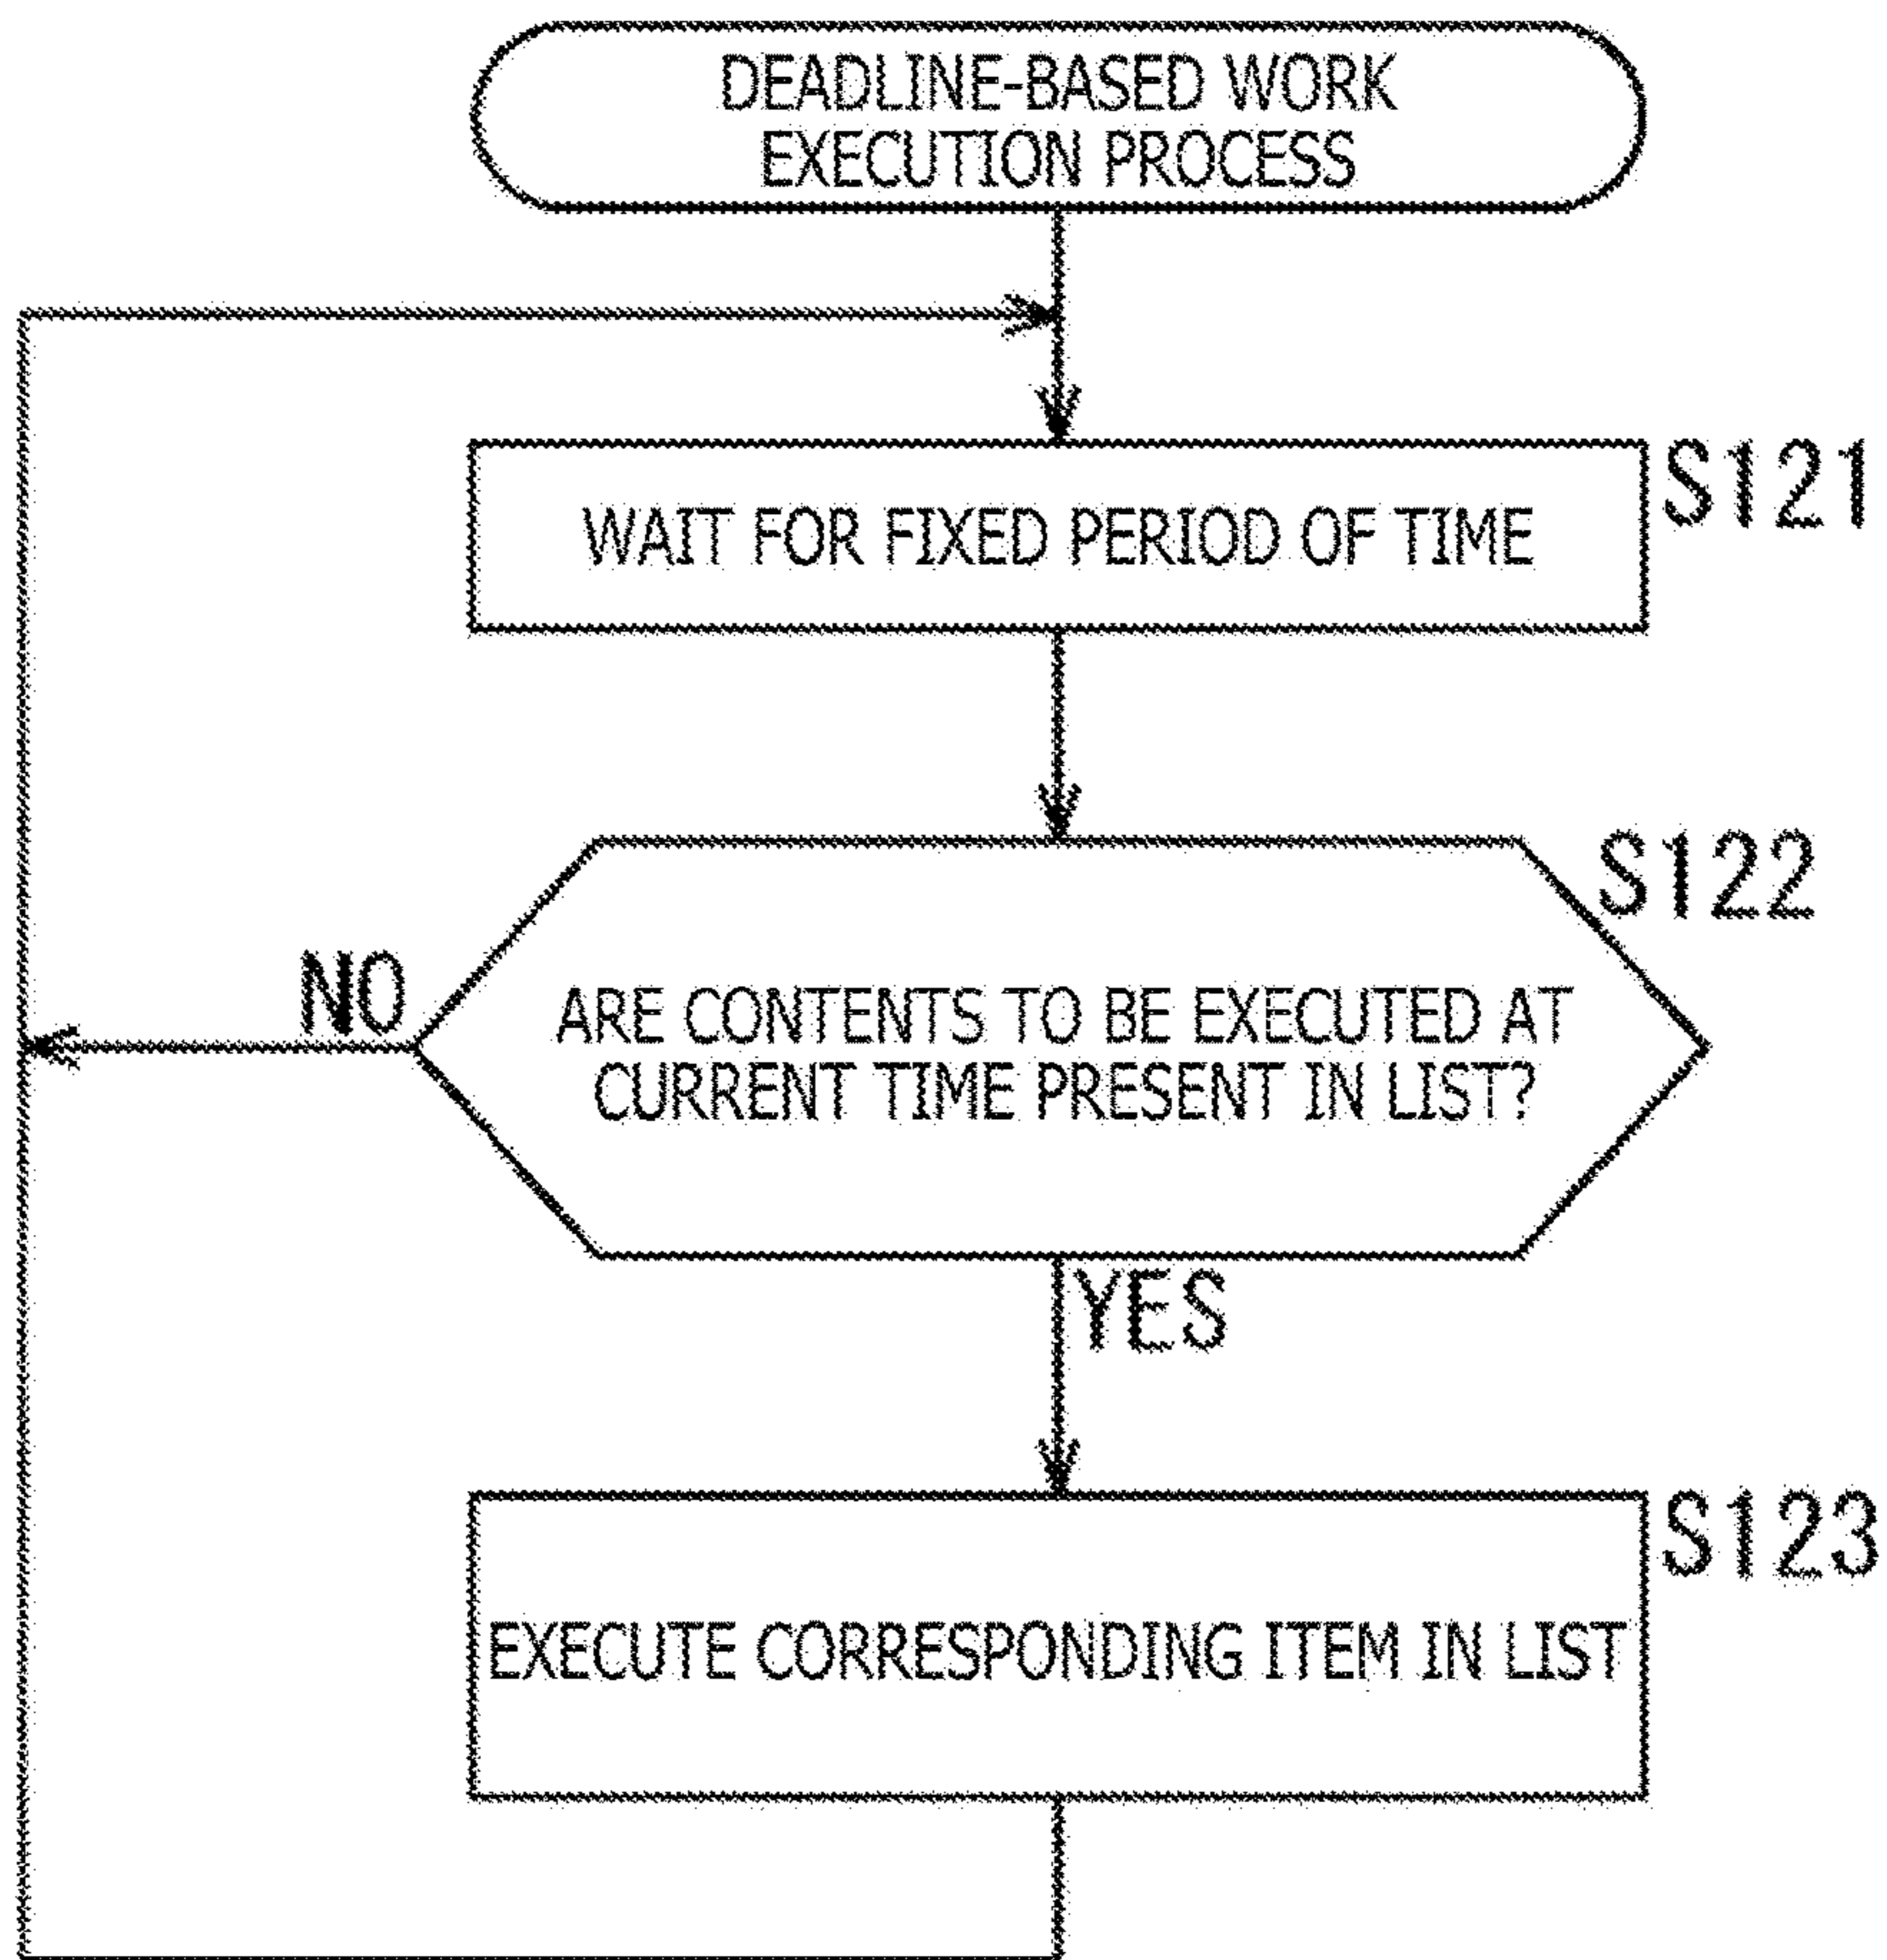 DEADLINE-BASED WORK
EXECUTION PROCESS
S121
WAIT FOR FIXED PERIOD OF TIME
S122
NO
ARE CONTENTS TO BE EXECUTED AT
CURRENT TIME PRESENT IN LIST?
YES
S123
EXECUTE CORRESPONDING ITEM IN LIST